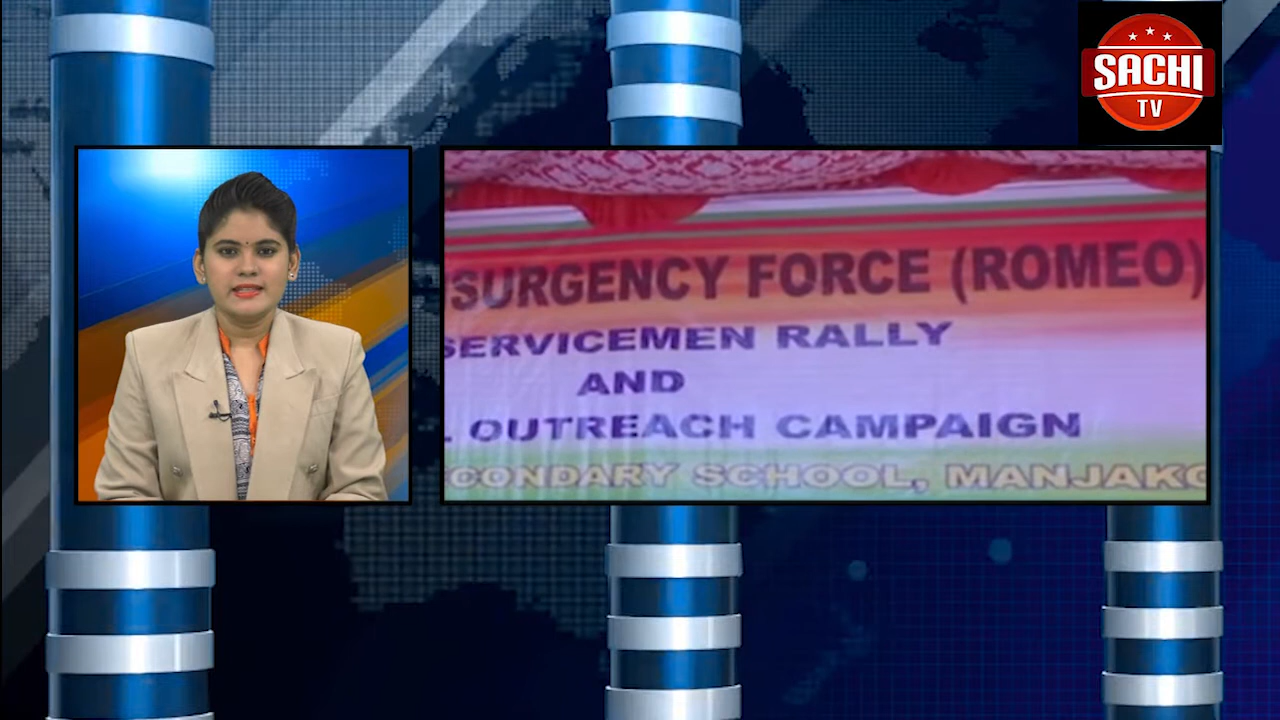 SACHI
TV
SURGENCY FORCE (ROMEO)
SERVICEMEN RALLY
AND
OUTREACH CAMPAIGN
CONDARY SCHOOL, MANJAKO